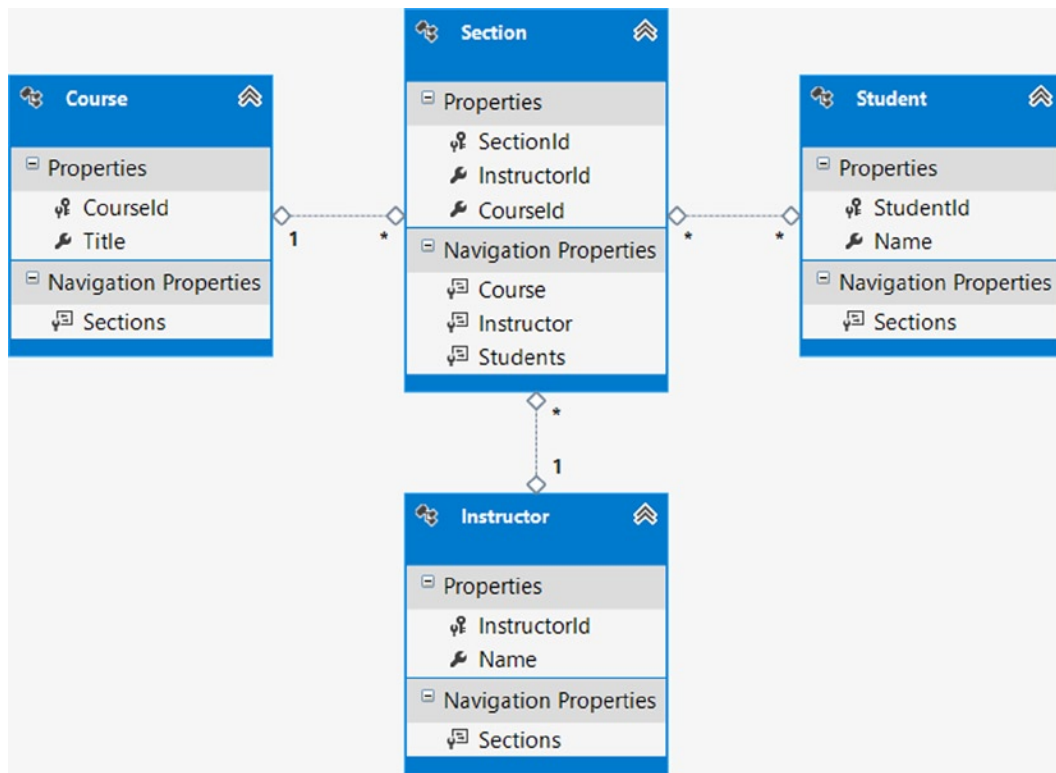 Section
Properties
SectionId
InstructorId
CourseId
Navigation Properties
Course
Instructor
Students
Course
Properties
CourseId
Title
Navigation Properties
Sections
1
*
*
*
Student
Properties
StudentId
Name
Navigation Properties
Sections
*
1
Instructor
Properties
InstructorId
Name
Navigation Properties
Sections